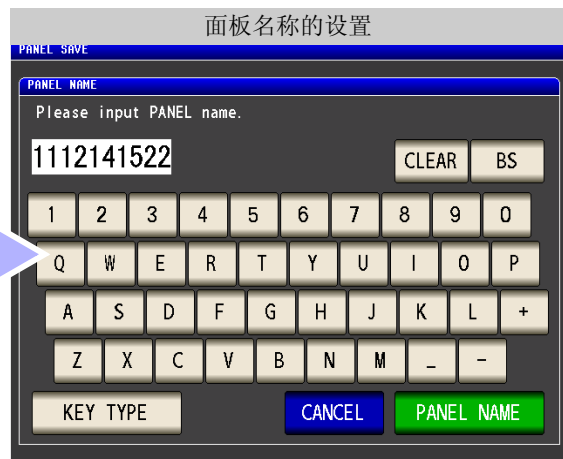 面板名称的设置
PANEL SAVE
PANEL NAME
Please input PANEL name.
1112141522
CLEAR BS
1 2 3 4 5 6 7 8 9 0
Q W E R T Y U I O P
A S D F G H J K L +
Z X C V B N M _ -
KEY TYPE CANCEL PANEL NAME